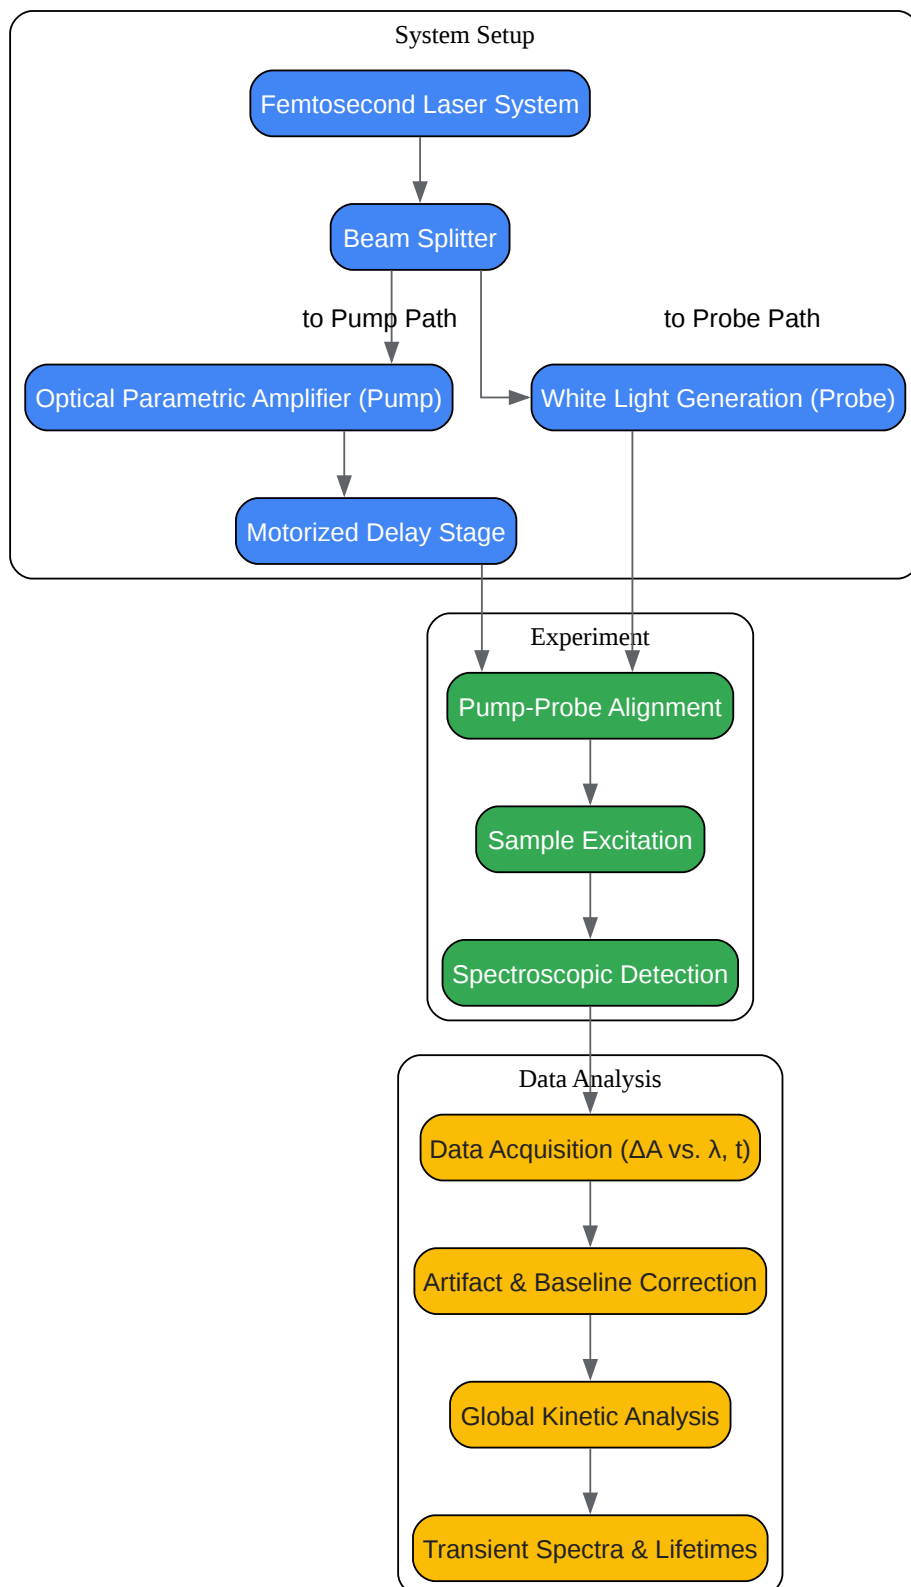 System Setup
Femtosecond Laser System
Beam Splitter
to Pump Path
to Probe Path
Optical Parametric Amplifier (Pump)
White Light Generation (Probe)
Motorized Delay Stage
Experiment
Pump-Probe Alignment
Sample Excitation
Spectroscopic Detection
Data Analysis
Data Acquisition (ΔA vs. λ, t)
Artifact & Baseline Correction
Global Kinetic Analysis
Transient Spectra & Lifetimes